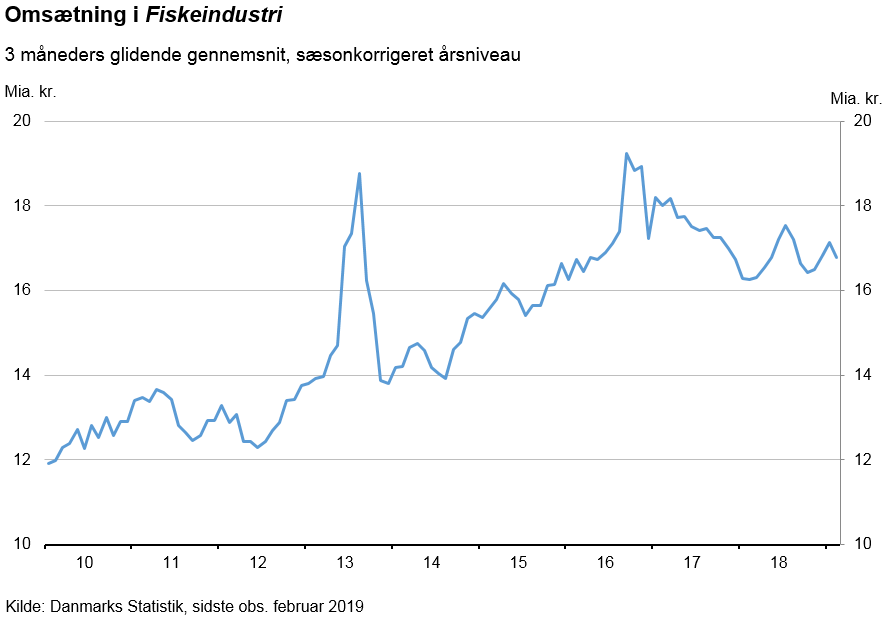 Omsætning i Fiskeindustri
3 måneders glidende gennemsnit, sæsonkorrigeret årsniveau
Mia. kr.
Mia. kr.
20 20
18 18
16 16
14 14
12 12
10 10
10 11 12 13 14 15 16 17 18
Kilde: Danmarks Statistik, sidste obs. februar 2019